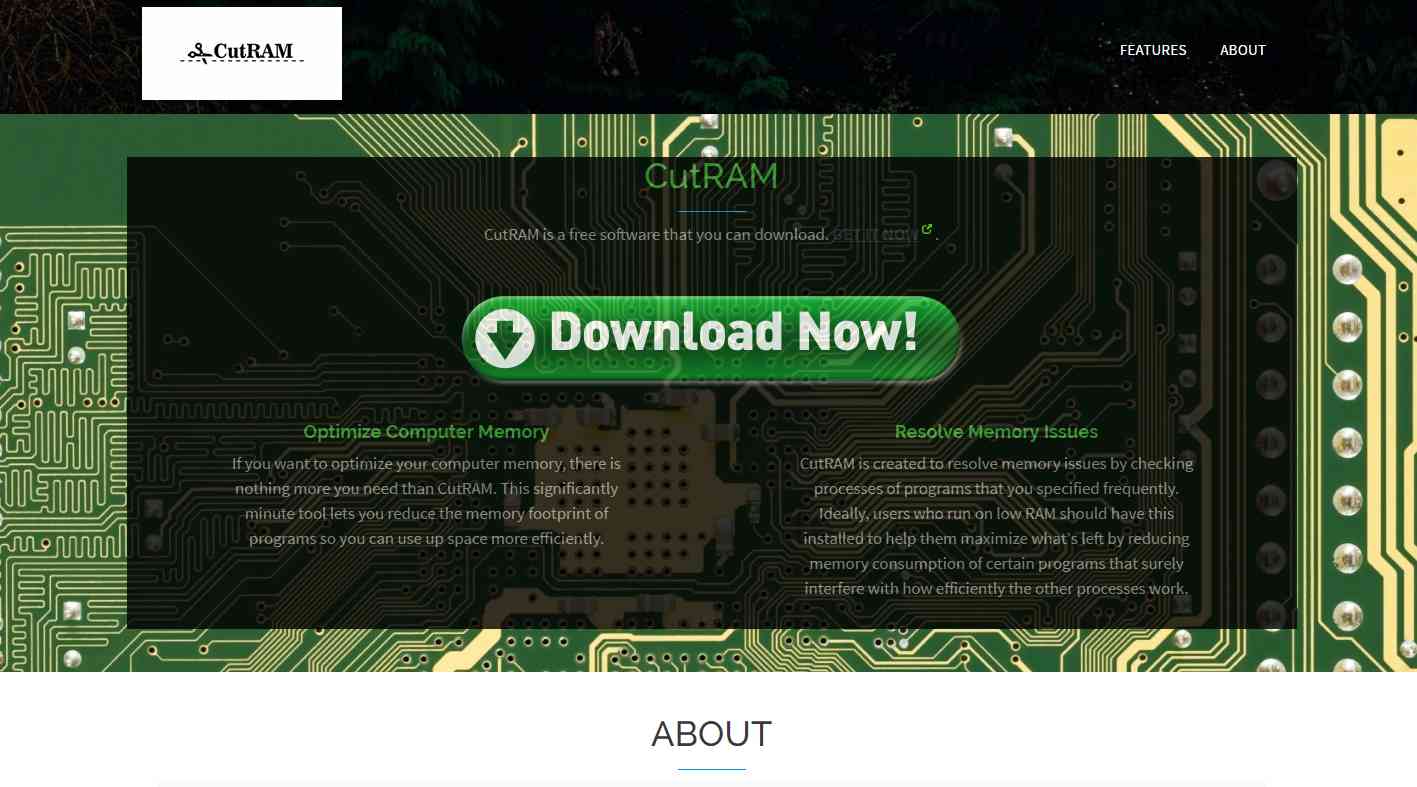 CutRAM
FEATURES ABOUT
CutRAM
CutRAM is a free software that you can download. GET IT NOW .
Download Now!
Optimize Computer Memory
If you want to optimize your computer memory, there is
nothing more you need than CutRAM. This significantly
minute tool lets you reduce the memory footprint of
programs so you can use up space more efficiently.
Resolve Memory Issues
CutRAM is created to resolve memory issues by checking
processes of programs that you specified frequently.
Ideally, users who run on low RAM should have this
installed to help them maximize what's left by reducing
memory consumption of certain programs that surely
interfere with how efficiently the other processes work.
ABOUT